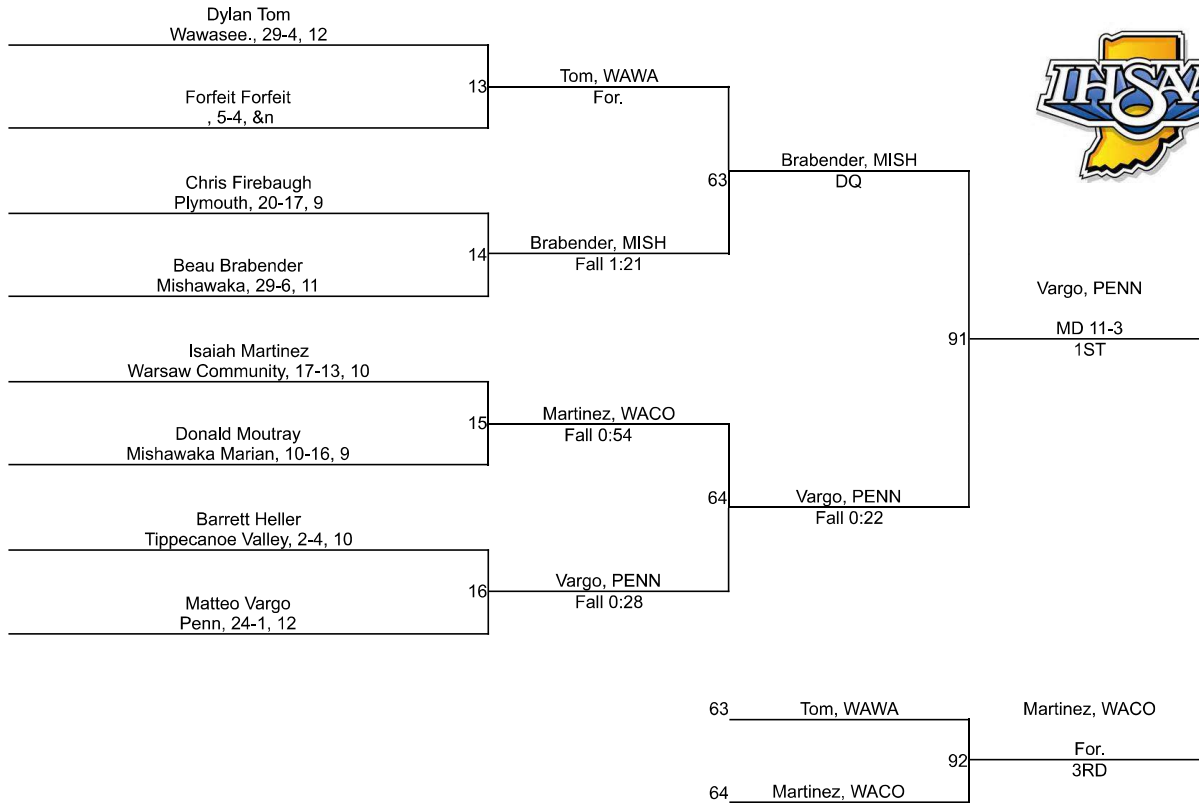 Dylan Tom
Wawasee., 29-4, 12
13
Forfeit Forfeit
, 5-4, &n
Tom, WAWA
For.
IHSAA
Chris Firebaugh
Plymouth, 20-17, 9
14
Beau Brabender
Mishawaka, 29-6, 11
Brabender, MISH
Fall 1:21
63
Brabender, MISH
DQ
Isaiah Martinez
Warsaw Community, 17-13, 10
15
Donald Moutray
Mishawaka Marian, 10-16, 9
Martinez, WACO
Fall 0:54
Barrett Heller
Tippecanoe Valley, 2-4, 10
16
Matteo Vargo
Penn, 24-1, 12
Vargo, PENN
Fall 0:28
64
Vargo, PENN
Fall 0:22
91
Vargo, PENN
MD 11-3
1ST
63
Tom, WAWA
92
64
Martinez, WACO
Martinez, WACO
For.
3RD